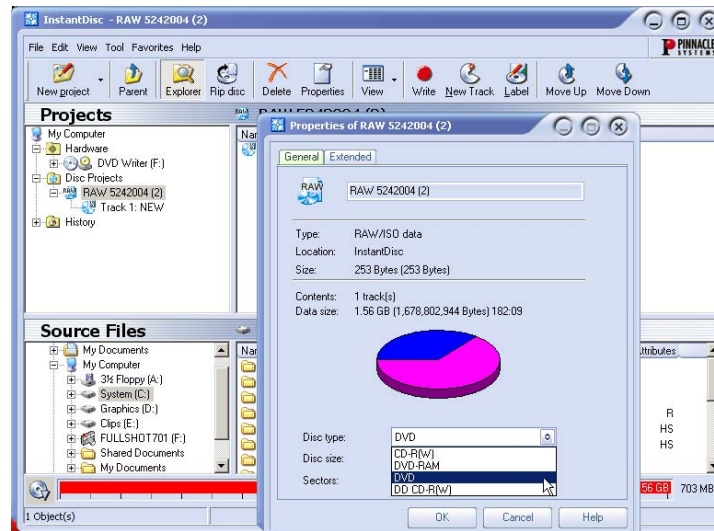 InstantDisc - RAW 5242004 (2)
File Edit View Tool Favorites Help
PINNACLE
SYSTEMS
New project Parent Explorer Rip disc Delete Properties View Write New Track Label Move Up Move Down
Projects
My Computer
Hardware
DVD Writer (F:)
Disc Projects
RAW 5242004 (2)
Track 1: NEW
History
Properties of RAW 5242004 (2)
General Extended
RAW
RAW 5242004 (2)
Type: RAW/ISO data
Location: InstantDisc
Size: 253 Bytes (253 Bytes)
Contents: 1 track(s)
Data size: 1.56 GB (1,678,802,944 Bytes) 182:09
Disc type: DVD
CD-R(W)
DVD-RAM
DVD
DD CD-R(W)
Disc size:
Sectors:
OK Cancel Help
Source Files
My Documents
My Computer
3½ Floppy (A:)
System (C:)
Graphics (D:)
Clips (E:)
FULLSHOT701 (F:)
Shared Documents
My Documents
Attributes
R
HS
HS
56 GB 703 MB
1 Object(s)